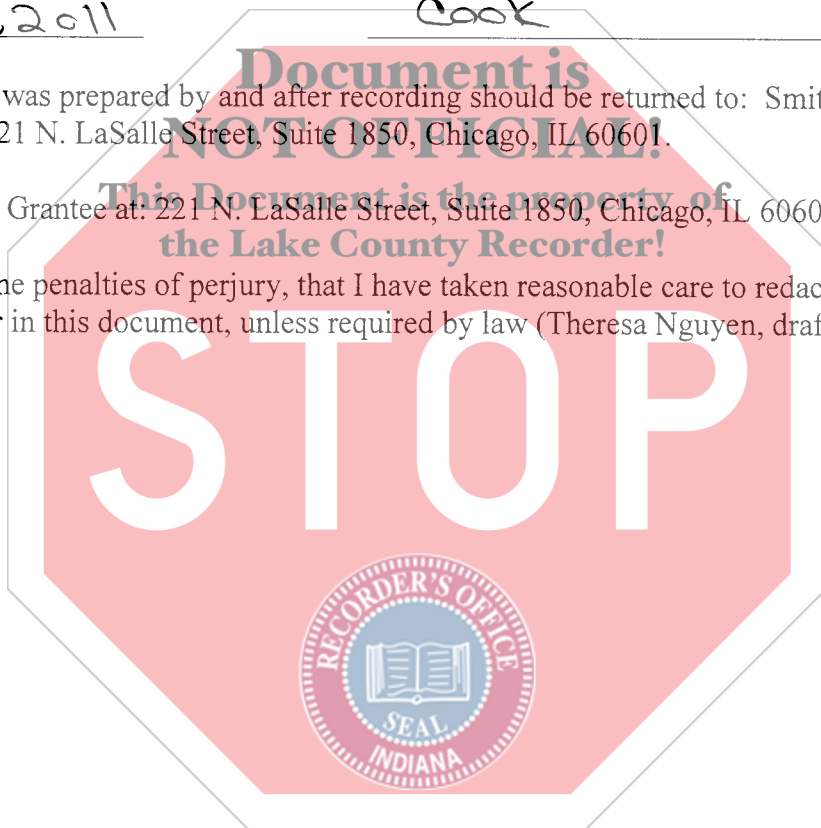 ,2011 Cook
Document is
was prepared by and after recording should be returned to: Smit
21 N. LaSalle Street, Suite 1850, Chicago, IL 60601.
NOT OFFICIAL!
This Document is the property of
Grantee at: 221 N. LaSalle Street, Suite 1850, Chicago, IL 6060
the Lake County Recorder!
he penalties of perjury, that I have taken reasonable care to redac
in this document, unless required by law (Theresa Nguyen, draf
STOP
RECORDER'S OFFICE
SEAL
INDIANA